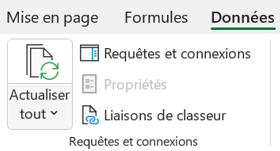 Mise en page Formules Données
Requêtes et connexions
Actualiser
tout
Propriétés
Liaisons de classeur
Requêtes et connexions